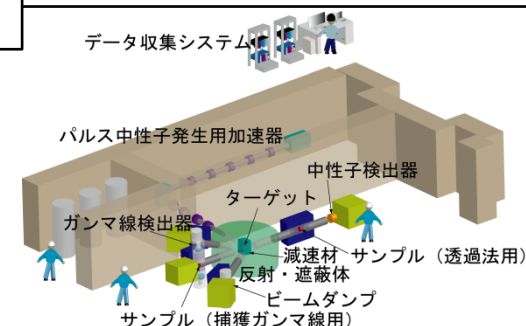 データ収集システム
パルス中性子発生用加速器
中性子検出器
ターゲット
ガンマ線検出器
減速材
サンプル（透過法用）
反射・遮蔽体
ビームダンプ
サンプル（捕獲ガンマ線用）